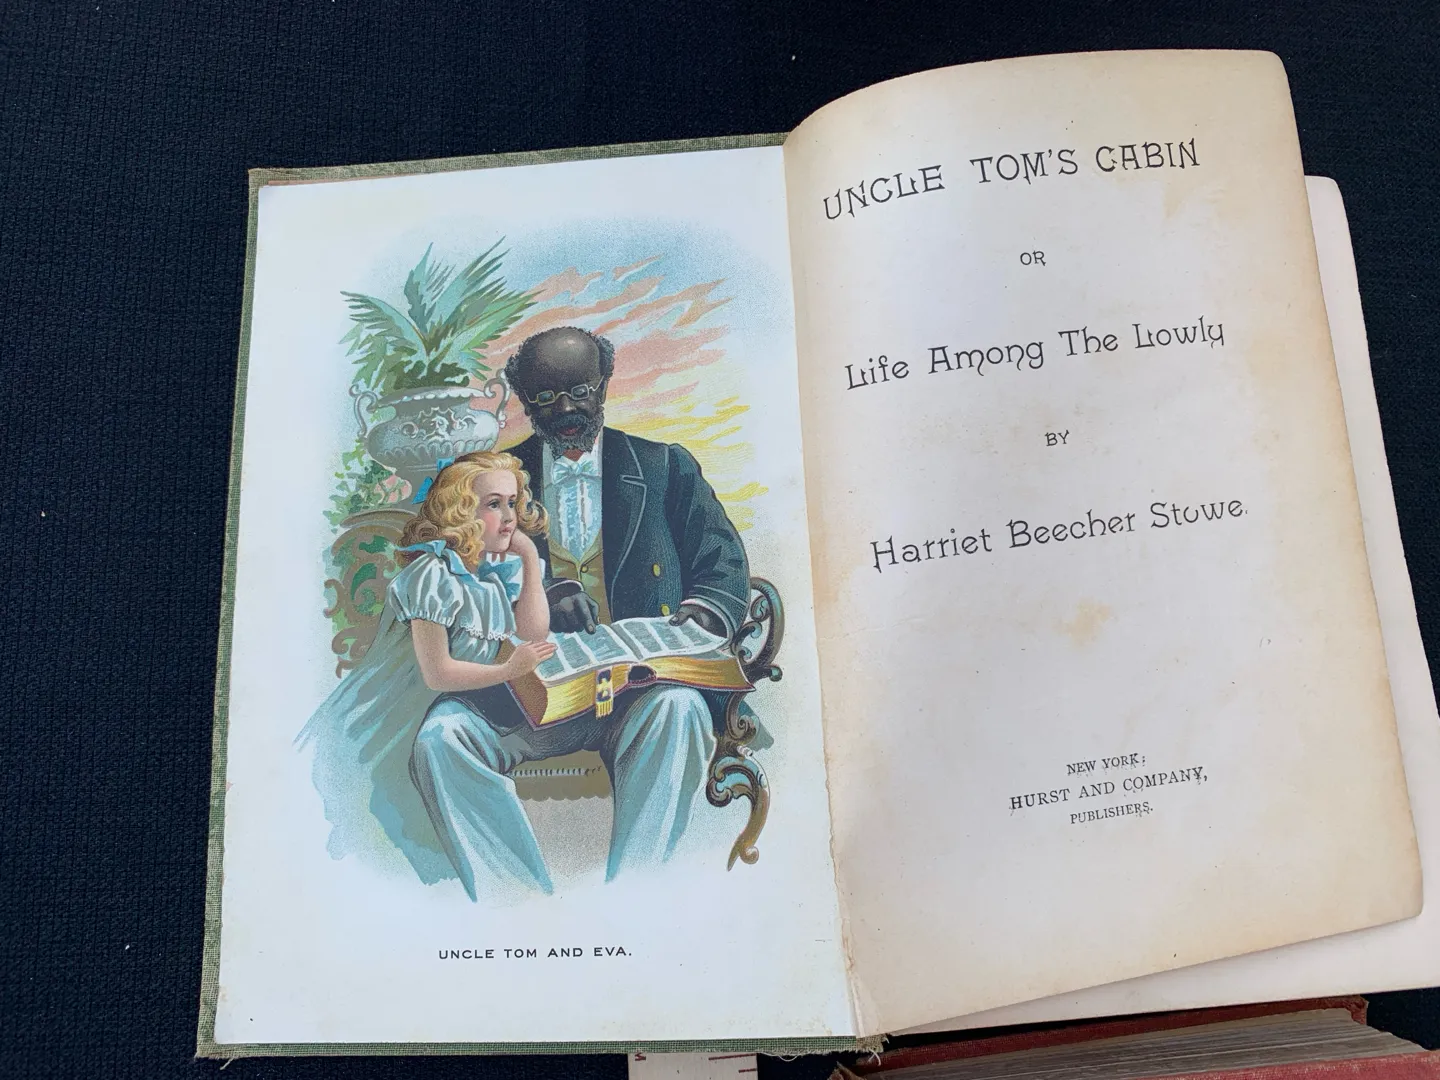 UNCLE TOM AND EVA.
UNCLE TOM'S CABIN
OR
Life Among The Lowly
BY
Harriet Beecher Stowe.
NEW YORK:
HURST AND COMPANY,
PUBLISHERS.